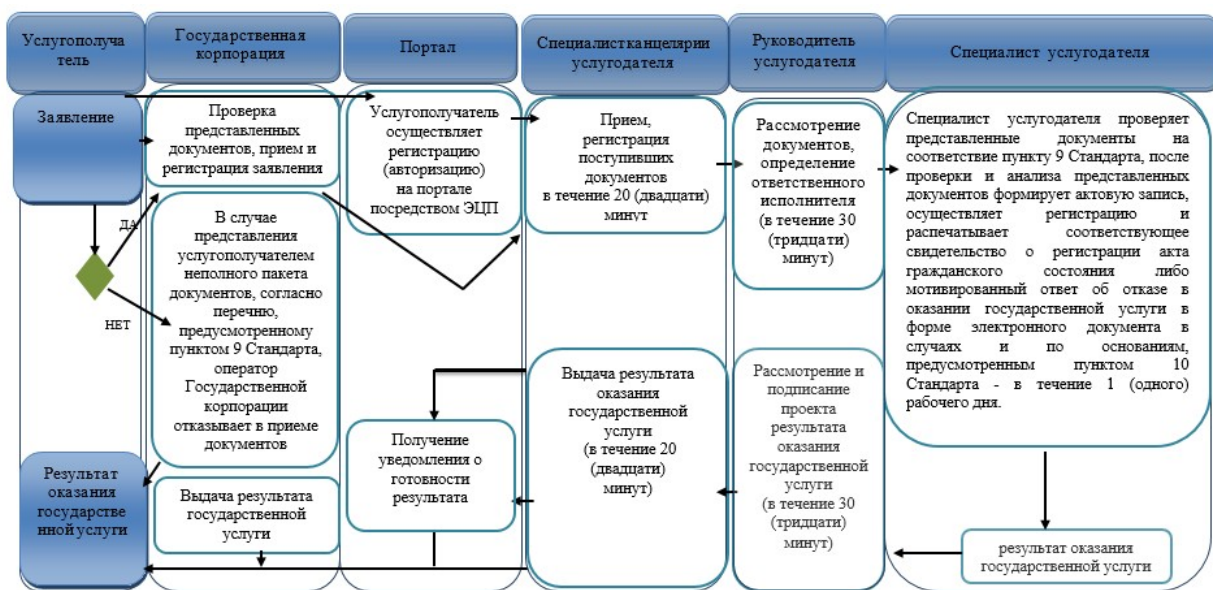 Услугополуча
тель
Государственная
корпорация
Портал
Специалистканцелярии
услугодателя
Руководитель
услугодателя
Специалист услугодателя
Заявление
ДА
НЕТ
Результат
оказания
государстве
нной услуги
Проверка
представленных
документов, прием и
регистрация заявления
В случае
представления
услугополучателем
неполного пакета
документов, согласно
перечню,
предусмотренному
пунктом 9 Стандарта,
оператор
Государственной
корпорации
отказывает в приеме
документов
Выдача результата
государственной
услуги
Услугополучатель
осуществляет
регистрацию
(авторизацию)
на портале
посредством ЭЦП
Получение
уведомления о
готовности
результата
Прием,
регистрация
поступивших
документов
в течение 20 (двадцати)
минут
Выдача результата
оказания
государственной
услуги
(в течение 20
(двадцати)
минут)
Рассмотрение
документов,
определение
ответственного
исполнителя
(в течение 30
(тридцати)
минут)
Рассмотрение и
подписание
проекта
результата
оказания
государственной
услуги
(в течение 30
(тридцати)
минут)
Специалист услугодателя проверяет
представленные документы на
соответствие пункту 9 Стандарта, после
проверки и анализа представленных
документов формирует актовую запись,
осуществляет регистрацию и
распечатывает соответствующее
свидетельство о регистрации акта
гражданского состояния либо
мотивированный ответ об отказе в
оказании государственной услуги в
форме электронного документа в
случаях и по основаниям,
предусмотренным пунктом 10
Стандарта - в течение 1 (одного)
рабочего дня.
результат оказания
государственной услуги